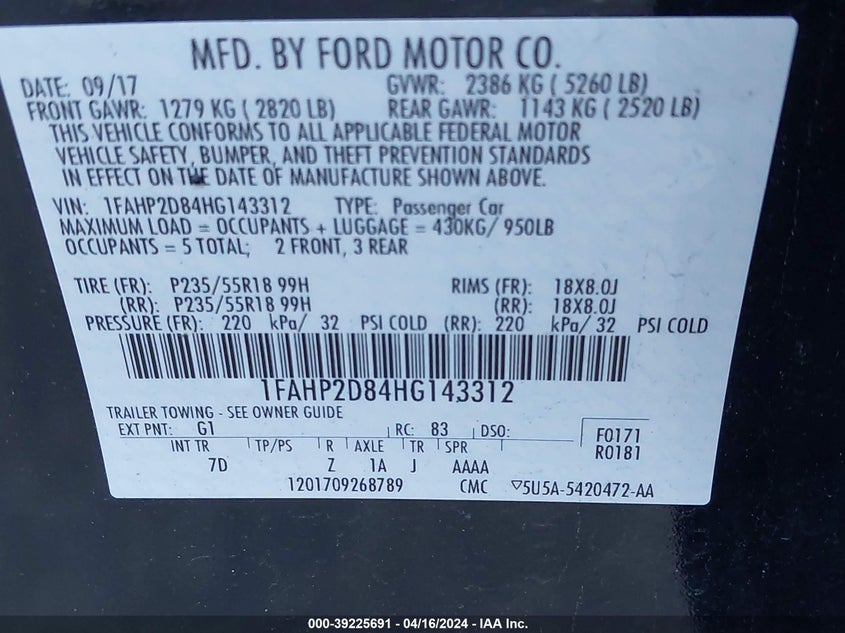 MFD. BY FORD MOTOR CO.
DATE: 09/17 GVWR: 2386 KG ( 5260 LB)
FRONT GAWR: 1279 KG ( 2820 LB) REAR GAWR: 1143 KG ( 2520 LB)
THIS VEHICLE CONFORMS TO ALL APPLICABLE FEDERAL MOTOR
VEHICLE SAFETY, BUMPER, AND THEFT PREVENTION STANDARDS
IN EFFECT ON THE DATE OF MANUFACTURE SHOWN ABOVE.
VIN: 1FAHP2D84HG143312 TYPE: Passenger Car
MAXIMUM LOAD = OCCUPANTS + LUGGAGE = 430KG/ 950LB
OCCUPANTS = 5 TOTAL; 2 FRONT, 3 REAR
TIRE (FR): P235/55R18 99H RIMS (FR): 18X8.0J
(RR): P235/55R18 99H (RR): 18X8.0J
PRESSURE (FR): 220 kPa/ 32 PSI COLD (RR): 220 kPa/ 32 PSI COLD
1FAHP2D84HG143312
TRAILER TOWING - SEE OWNER GUIDE
EXT PNT: G1 RC: 83 DSO: F0171
R0181
INT TR TP/PS R AXLE TR SPR
7D Z 1A J AAAA
1201709268789 CMC ▽5U5A-5420472-AA
000-39225691 - 04/16/2024 - IAA Inc.